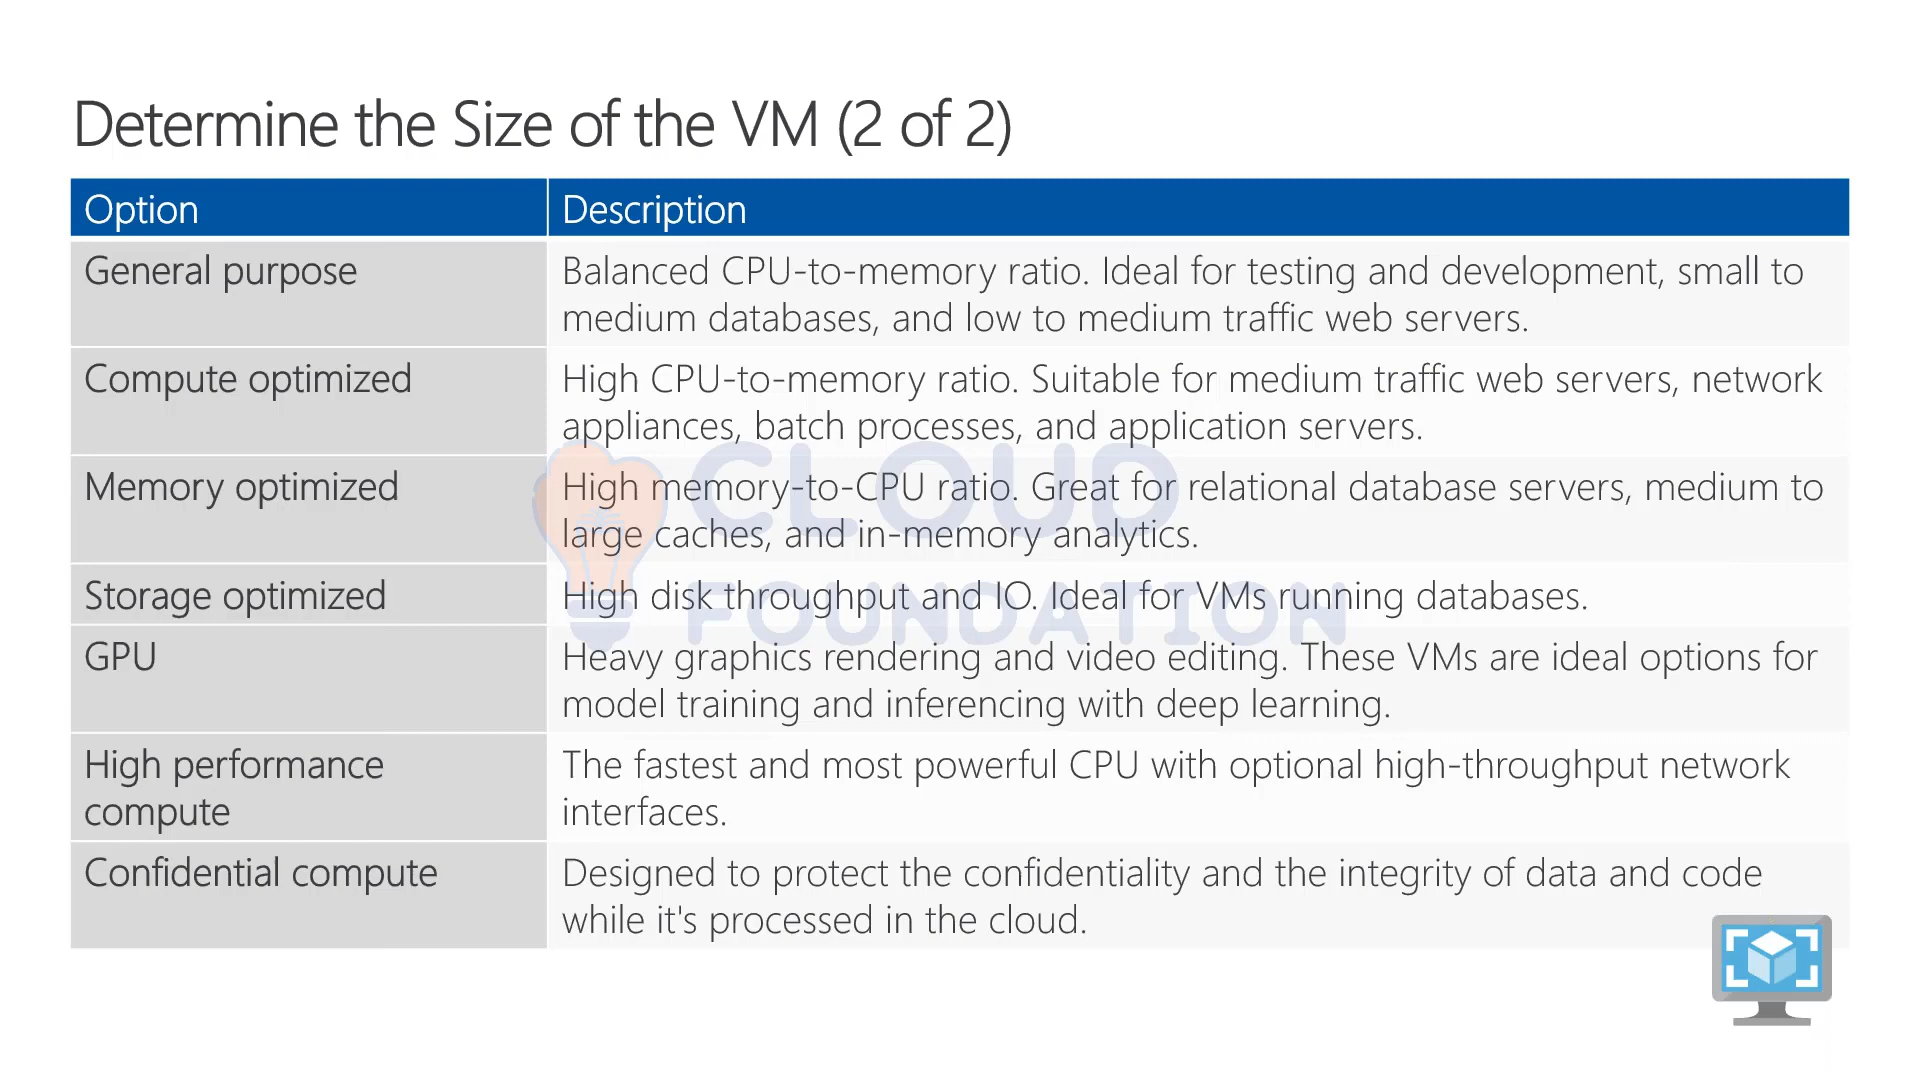 Determine the Size of the VM (2 of 2)
Option
Description
General purpose
Balanced CPU-to-memory ratio. Ideal for testing and development, small to
medium databases, and low to medium traffic web servers.
Compute optimized
High CPU-to-memory ratio. Suitable for medium traffic web servers, network
appliances, batch processes, and application servers.
Memory optimized
High memory-to-CPU ratio. Great for relational database servers, medium to
large caches, and in-memory analytics.
Storage optimized
High disk throughput and IO. Ideal for VMs running databases.
GPU
Heavy graphics rendering and video editing. These VMs are ideal options for
model training and inferencing with deep learning.
High performance
compute
The fastest and most powerful CPU with optional high-throughput network
interfaces.
Confidential compute
Designed to protect the confidentiality and the integrity of data and code
while it's processed in the cloud.
CLOUD
FOUNDATION